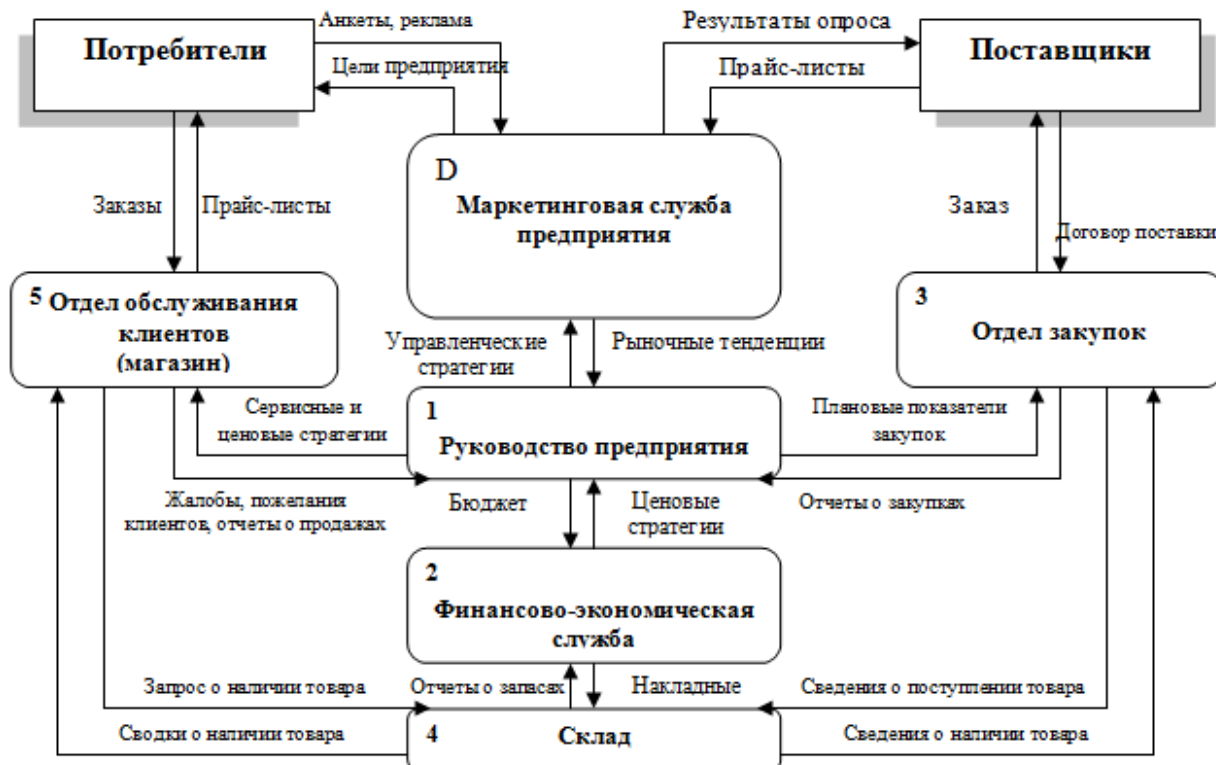 Потребители
Анкеты, реклама
Цели предприятия
Результаты опроса
Прайс-листы
Поставщики
D
Маркетинговая служба
предприятия
Заказы
Прайс-листы
Заказ
Договор поставки
5 Отдел обслуживания
клиентов
(магазин)
3
Отдел закупок
Управленческие
стратегии
Рыночные тенденции
Сервисные и
ценовые стратегии
1
Руководство предприятия
Плановые показатели
закупок
Жалобы, пожелания
клиентов, отчеты о продажах
Бюджет
Ценовые
стратегии
Отчеты о закупках
2
Финансово-экономическая
служба
Запрос о наличии товара
Отчеты о запасах
Накладные
Сведения о поступлении товара
Сводки о наличии товара
4
Склад
Сведения о наличии товара